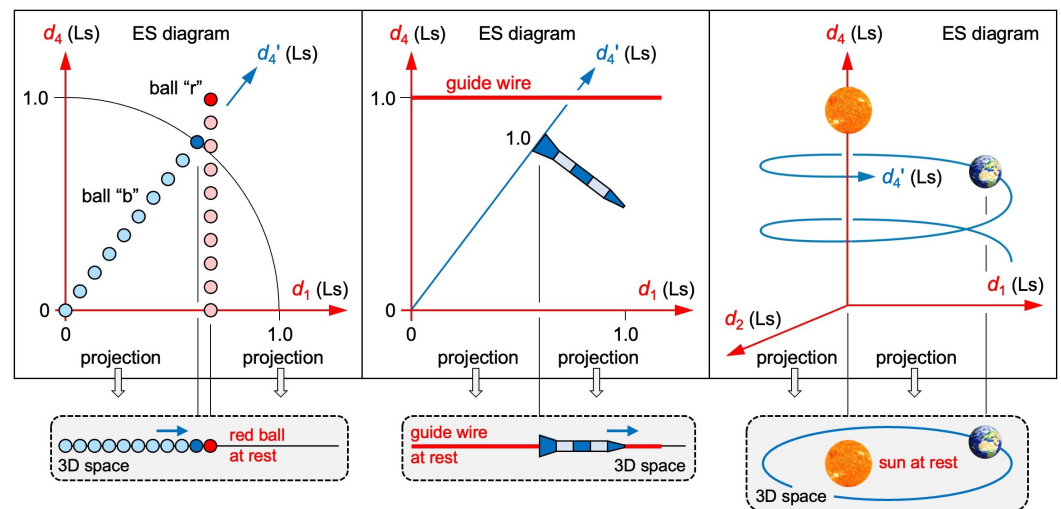 d4 (Ls)
ES diagram
d4' (Ls)
ball "r"
1.0
ball "b"
d1 (Ls)
0
0
1.0
projection
projection
red ball
at rest
3D space
d4 (Ls)
ES diagram
d4' (Ls)
guide wire
1.0
1.0
d1 (Ls)
0
0
1.0
projection
projection
guide wire
at rest
3D space
d4 (Ls)
ES diagram
d4' (Ls)
d1 (Ls)
d2 (Ls)
projection
projection
sun at rest
3D space